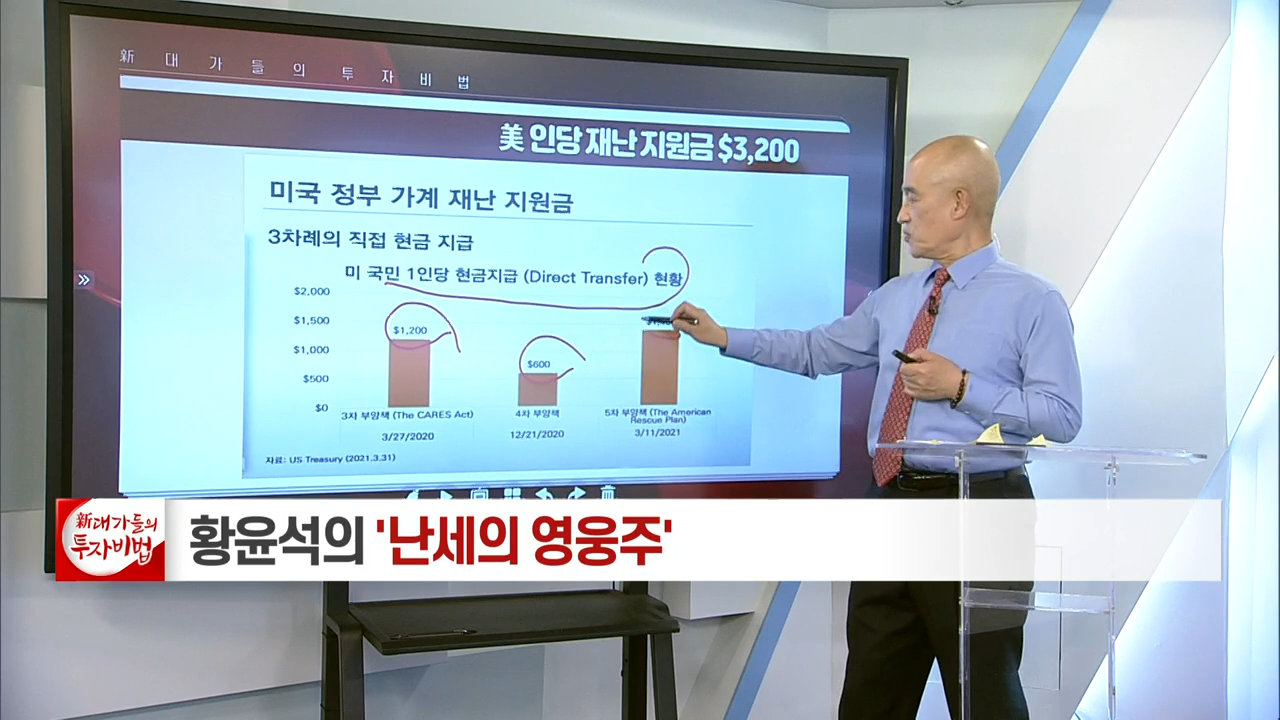 新 대 가 들 의 투 자 비 법
美 인당 재난 지원금 $3,200
미국 정부 가계 재난 지원금
3차례의 직접 현금 지급
미 국민 1인당 현금지급 (Direct Transfer) 현황
$2,000
$1,500
$1,000
$500
$0
$1,200
$600
3차 부양책 (The CARES Act)
3/27/2020
4차 부양책
12/21/2020
5차 부양책 (The American
Rescue Plan)
3/11/2021
자료: US Treasury (2021.3.31)
新대가들의
투자비법
황윤석의 '난세의 영웅주'